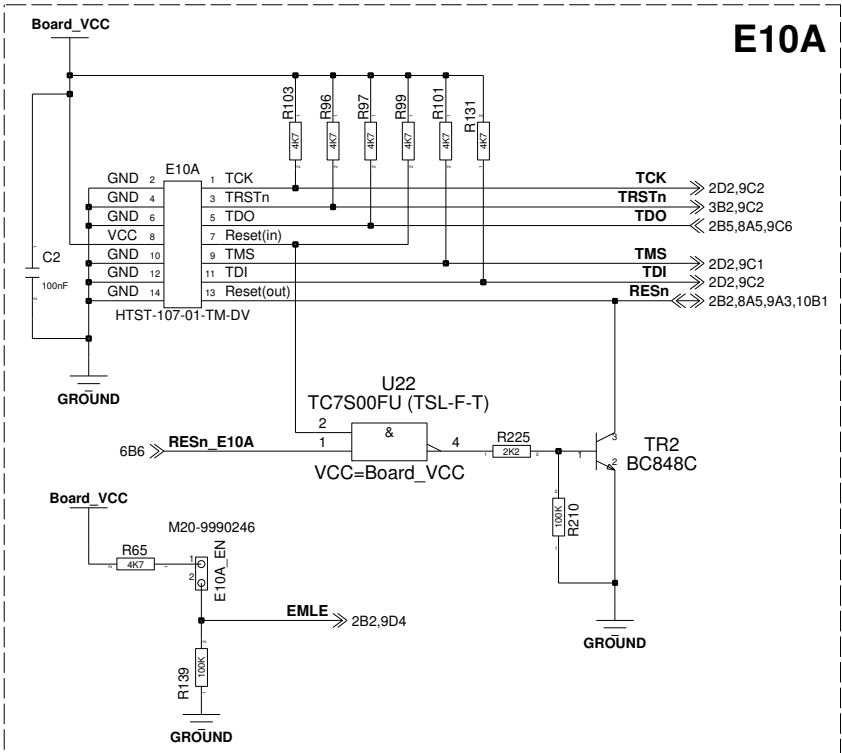 Board_VCC
E10A
R103
R96
R97
R99
R101
R131
4K7
4K7
4K7
4K7
4K7
4K7
E10A
GND 2 1 TCK TCK 2D2,9C2
GND 4 3 TRSTn TRSTn 3B2,9C2
GND 6 5 TDO TDO 2B5,8A5,9C6
VCC 8 7 Reset(in)
GND 10 9 TMS TMS 2D2,9C1
GND 12 11 TDI TDI 2D2,9C2
GND 14 13 Reset(out) RESn 2B2,8A5,9A3,10B1
C2
100nF
HTST-107-01-TM-DV
GROUND
U22
TC7S00FU (TSL-F-T)
2
&
6B6 RESn_E10A 1
4
R225
1 2K2 2
VCC=Board_VCC
1
3
2
TR2
BC848C
100K
R210
GROUND
Board_VCC
M20-9990246
R65
4K7
1
2
E10A_EN
EMLE 2B2,9D4
R139
100K
GROUND